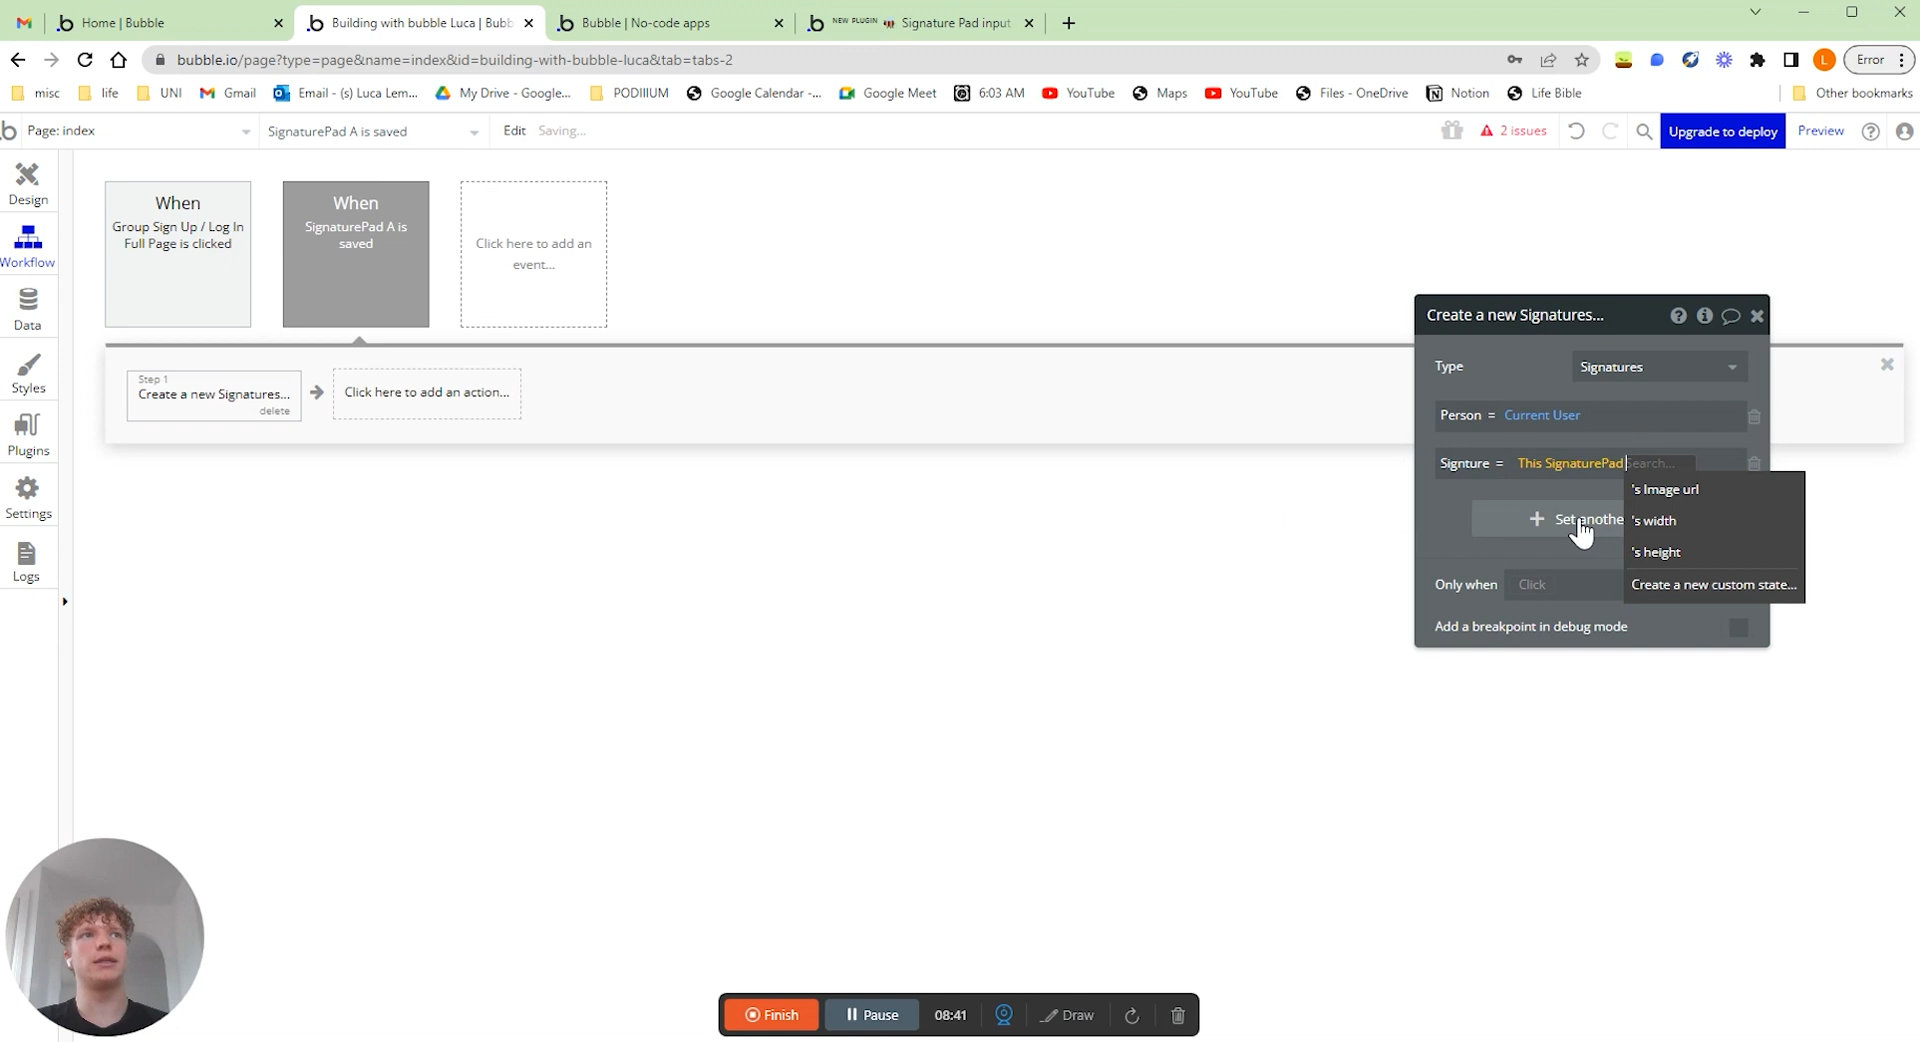 Home | Bubble
Building with bubble Luca | Bubb
Bubble | No-code apps
NEW PLUGIN Signature Pad input
bubble.io/page?type=page&name=index&id=building-with-bubble-luca&tab=tabs-2
Error
misc
life
UNI
Gmail
Email - (s) Luca Lem...
My Drive - Google...
PODIIIUM
Google Calendar -...
Google Meet
6:03 AM
YouTube
Maps
YouTube
Files - OneDrive
Notion
Life Bible
Other bookmarks
Page: index
SignaturePad A is saved
Edit
Saving...
2 issues
Upgrade to deploy
Preview
Design
Workflow
Data
Styles
Plugins
Settings
Logs
When
Group Sign Up / Log In
Full Page is clicked
When
SignaturePad A is
saved
Click here to add an
event...
Step 1
Create a new Signatures...
delete
Click here to add an action...
Create a new Signatures...
Type
Signatures
Person = Current User
Signture = This SignaturePad Search...
's Image url
's width
's height
Create a new custom state...
Set anothe
Only when
Click
Add a breakpoint in debug mode
Finish
Pause
08:41
Draw